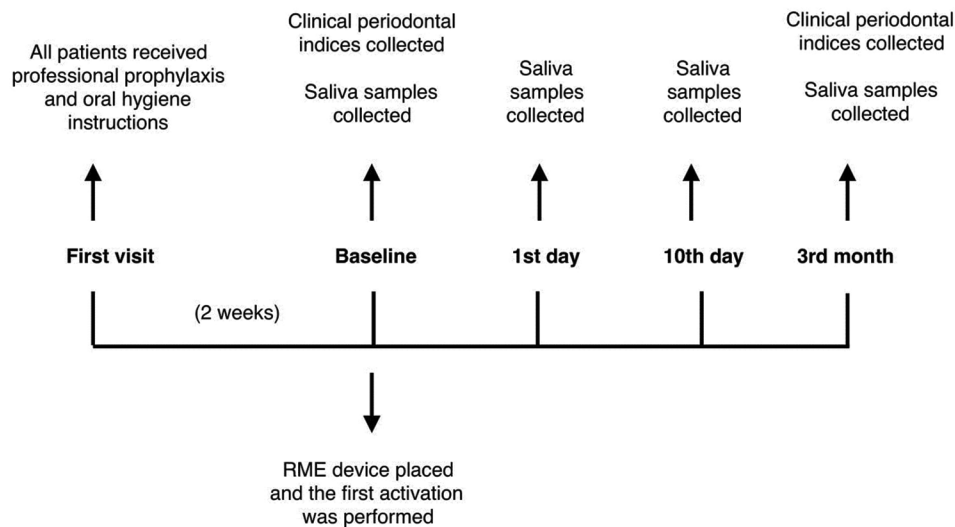 All patients received
professional prophylaxis
and oral hygiene
instructions
Clinical periodontal
indices collected
Saliva samples
collected
Saliva
samples
collected
Saliva
samples
collected
Clinical periodontal
indices collected
Saliva samples
collected
First visit
Baseline
1st day
10th day
3rd month
(2 weeks)
RME device placed
and the first activation
was performed